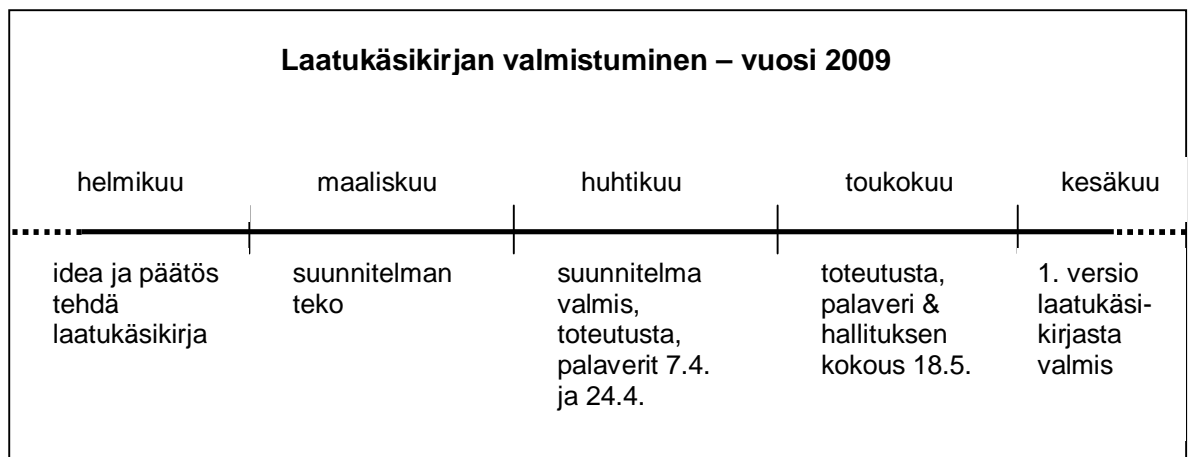 Laatukäsikirjan valmistuminen – vuosi 2009
helmikuu
maaliskuu
huhtikuu
toukokuu
kesäkuu
idea ja päätös
tehdä
laatukäsikirja
suunnitelman
teko
suunnitelma
valmis,
toteutusta,
palaverit 7.4.
ja 24.4.
toteutusta,
palaveri &
hallituksen
kokous 18.5.
1. versio
laatukäsi-
kirjasta
valmis